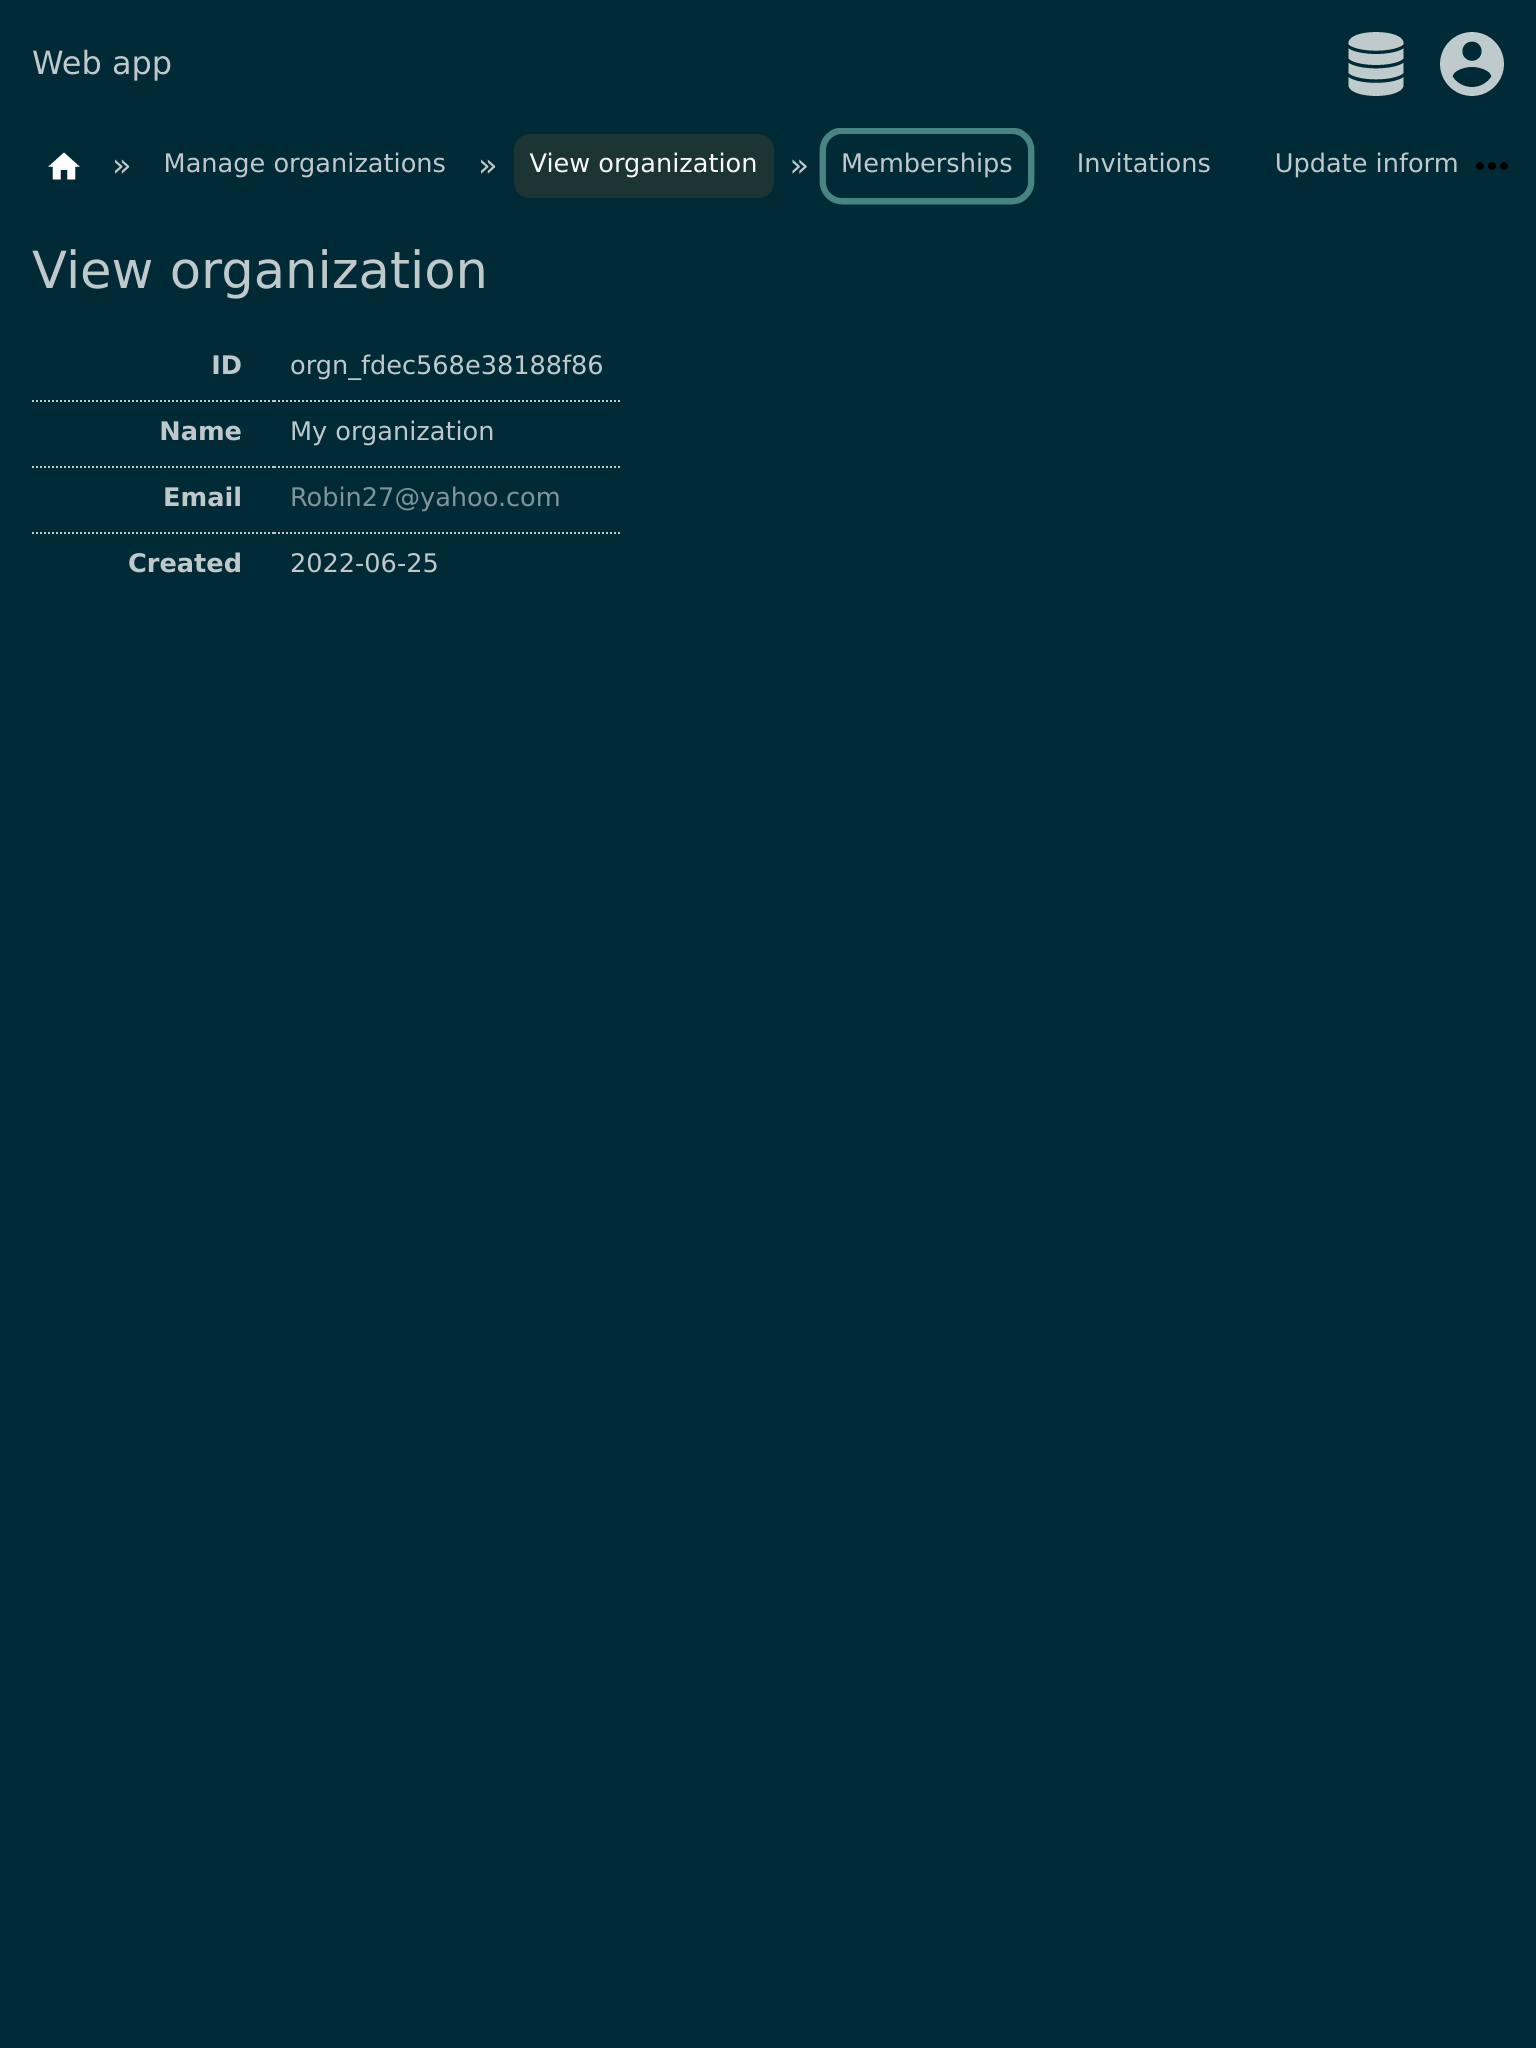 Web app
» Manage organizations » View organization » Memberships Invitations Update inform •••
View organization
ID orgn_fdec568e38188f86
Name My organization
Email Robin27@yahoo.com
Created 2022-06-25